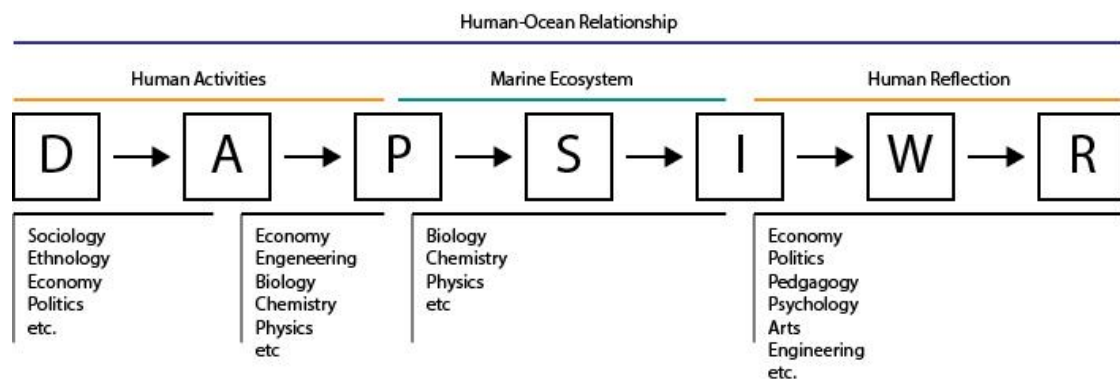 Human-Ocean Relationship
Human Activities
Marine Ecosystem
Human Reflection
D
A
P
S
I
W
R
Sociology
Ethnology
Economy
Politics
etc.
Economy
Engeneering
Biology
Chemistry
Physics
etc
Biology
Chemistry
Physics
etc
Economy
Politics
Pedgagogy
Psychology
Arts
Engineering
etc.